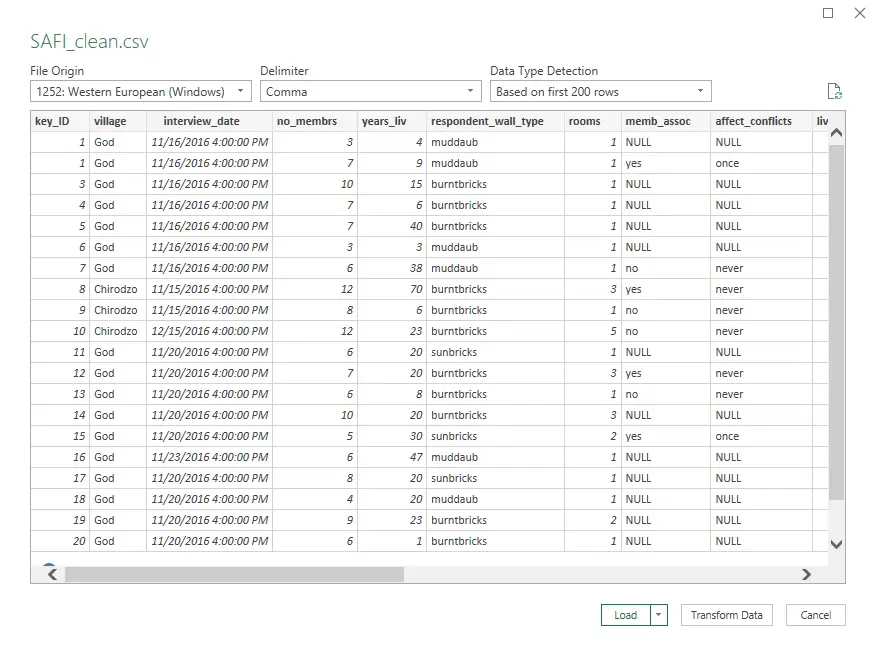 SAFI_clean.csv
File Origin Delimiter Data Type Detection
1252: Western European (Windows) Comma Based on first 200 rows
key_ID village interview_date no_membrs years_liv respondent_wall_type rooms memb_assoc affect_conflicts liv
1 God 11/16/2016 4:00:00 PM 3 4 muddaub 1 NULL NULL
1 God 11/16/2016 4:00:00 PM 7 9 muddaub 1 yes once
3 God 11/16/2016 4:00:00 PM 10 15 burntbricks 1 NULL NULL
4 God 11/16/2016 4:00:00 PM 7 6 burntbricks 1 NULL NULL
5 God 11/16/2016 4:00:00 PM 7 40 burntbricks 1 NULL NULL
6 God 11/16/2016 4:00:00 PM 3 3 muddaub 1 NULL NULL
7 God 11/16/2016 4:00:00 PM 6 38 muddaub 1 no never
8 Chirodzo 11/15/2016 4:00:00 PM 12 70 burntbricks 3 yes never
9 Chirodzo 11/15/2016 4:00:00 PM 8 6 burntbricks 1 no never
10 Chirodzo 12/15/2016 4:00:00 PM 12 23 burntbricks 5 no never
11 God 11/20/2016 4:00:00 PM 6 20 sunbricks 1 NULL NULL
12 God 11/20/2016 4:00:00 PM 7 20 burntbricks 3 yes never
13 God 11/20/2016 4:00:00 PM 6 8 burntbricks 1 no never
14 God 11/20/2016 4:00:00 PM 10 20 burntbricks 3 NULL NULL
15 God 11/20/2016 4:00:00 PM 5 30 sunbricks 2 yes once
16 God 11/23/2016 4:00:00 PM 6 47 muddaub 1 NULL NULL
17 God 11/20/2016 4:00:00 PM 8 20 sunbricks 1 NULL NULL
18 God 11/20/2016 4:00:00 PM 4 20 muddaub 1 NULL NULL
19 God 11/20/2016 4:00:00 PM 9 23 burntbricks 2 NULL NULL
20 God 11/20/2016 4:00:00 PM 6 1 burntbricks 1 NULL NULL
Load Transform Data Cancel